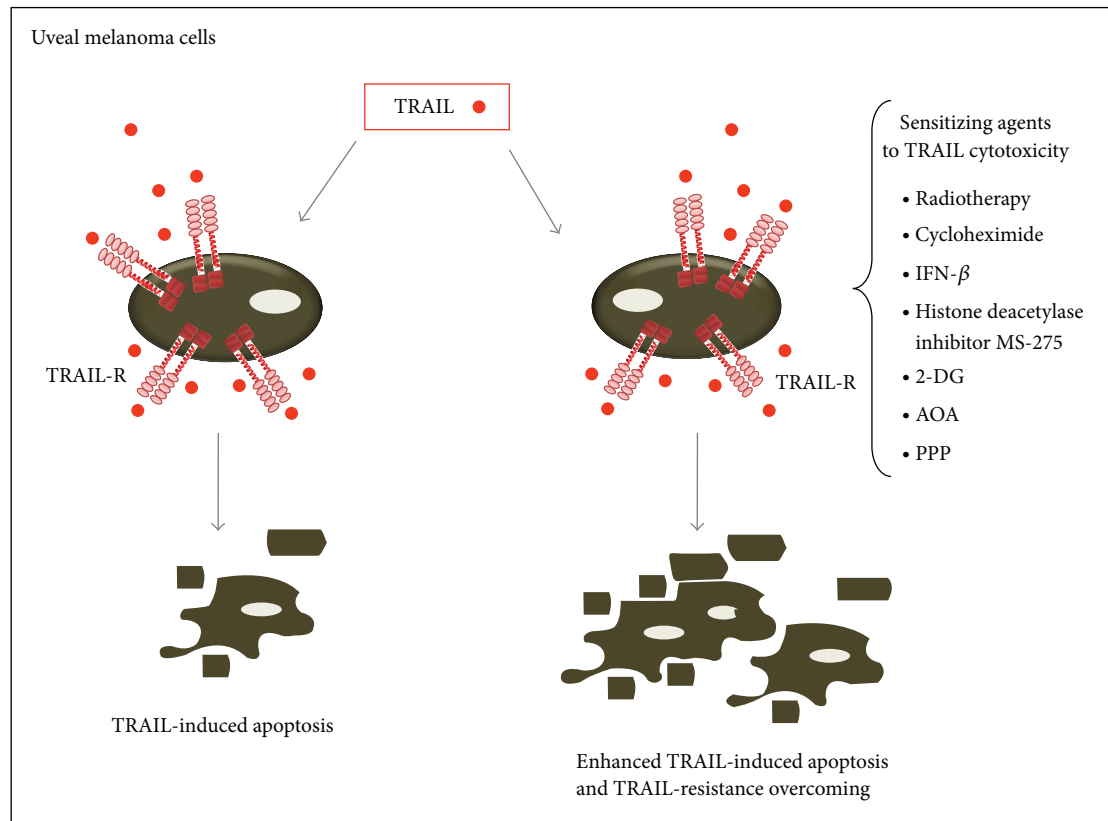 Uveal melanoma cells
TRAIL
Sensitizing agents
to TRAIL cytotoxicity
• Radiotherapy
• Cycloheximide
• IFN-β
• Histone deacetylase
inhibitor MS-275
• 2-DG
• AOA
• PPP
TRAIL-R
TRAIL-R
TRAIL-induced apoptosis
Enhanced TRAIL-induced apoptosis
and TRAIL-resistance overcoming